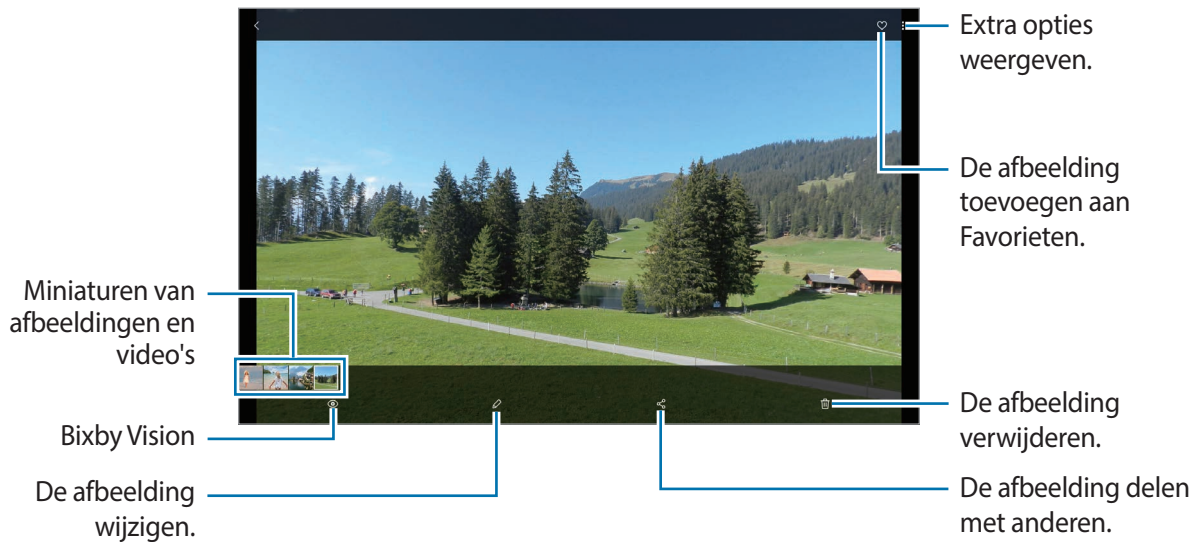 Extra opties
weergeven.
De afbeelding
toevoegen aan
Favorieten.
Miniaturen van
afbeeldingen en
video's
Bixby Vision
De afbeelding
wijzigen.
De afbeelding
verwijderen.
De afbeelding delen
met anderen.